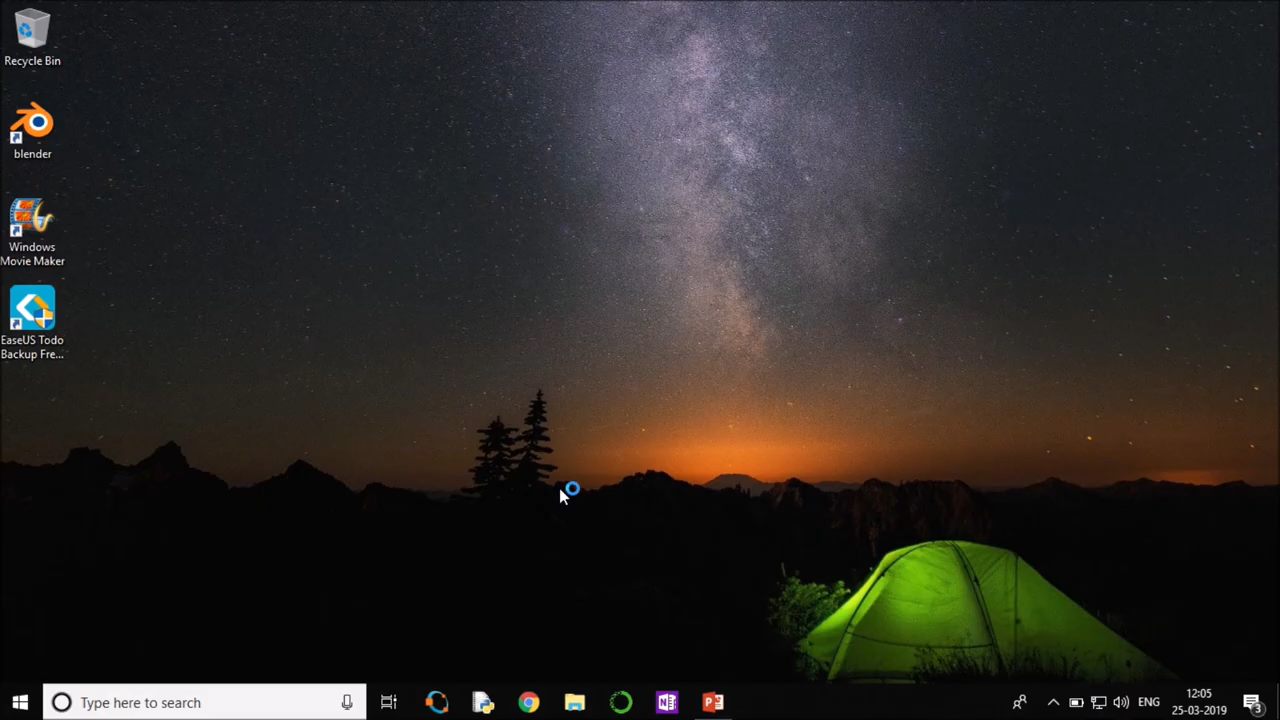 Recycle Bin
blender
Windows
Movie Maker
EaseUS Todo
Backup Fre...
Type here to search
N
P
ENG
12:05
25-03-2019
3